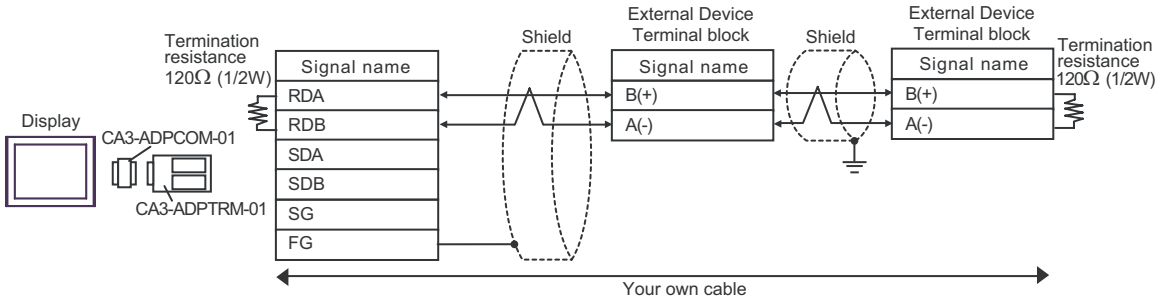 External Device
Terminal block
External Device
Terminal block
Termination
resistance
120Ω (1/2W)
Shield
Shield
Termination
resistance
120Ω (1/2W)
Signal name
Signal name
Signal name
RDA
B(+)
B(+)
RDB
A(-)
A(-)
Display
CA3-ADPCOM-01
SDA
SDB
CA3-ADPTRM-01
SG
FG
Your own cable